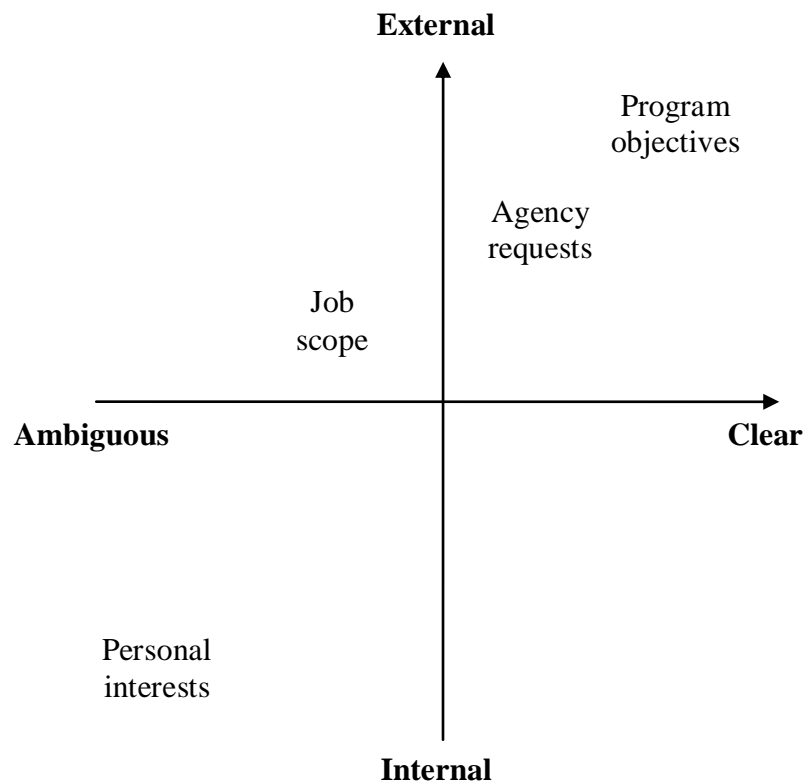 External
Program
objectives
Agency
requests
Job
scope
Ambiguous
Clear
Personal
interests
Internal